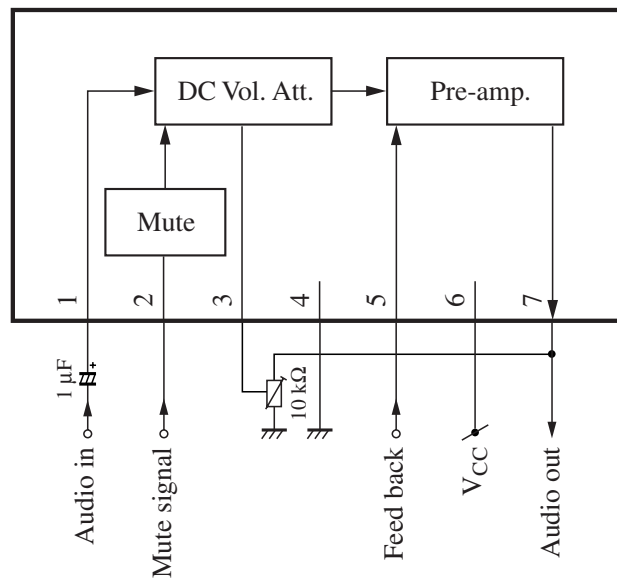 DC Vol. Att.
Pre-amp.
Mute
1
2
3
4
5
6
7
1 μF
+
10 kΩ
Audio in
Mute signal
Feed back
VCC
Audio out